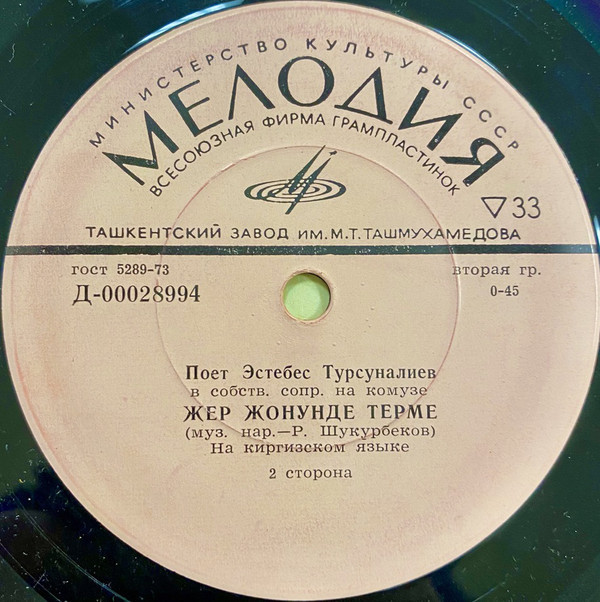 МИНИСТЕРСТВО КУЛЬТУРЫ СССР
МЕЛОДИЯ
ВСЕСОЮЗНАЯ ФИРМА ГРАМПЛАСТИНОК
▽33
ТАШКЕНТСКИЙ ЗАВОД ИМ. М.Т. ТАШМУХАМЕДОВА
гост 5289-73 вторая гр.
Д-00028994 0-45
Поет Эстебес Турсуналиев
в собств. сопр. на комузе
ЖЕР ЖОНУНДЕ ТЕРМЕ
(муз. нар.—Р. Шукурбеков)
На киргизском языке
2 сторона